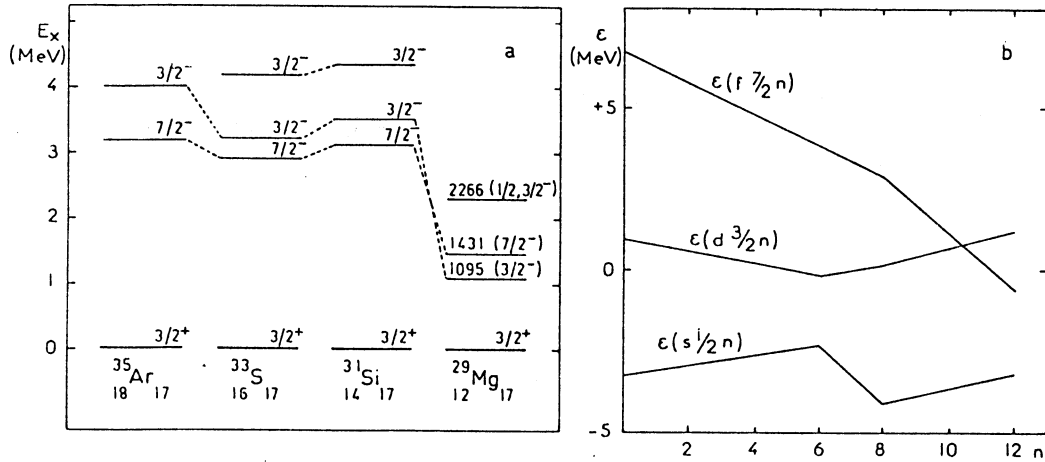 Ex
(MeV)
a
4
3
2
1
0
3/2-
7/2-
3/2+
35Ar
18 17
3/2-
3/2-
7/2-
3/2+
33S
16 17
3/2-
3/2-
7/2-
3/2+
31Si
14 17
2266 (1/2, 3/2-)
1431 (7/2-)
1095 (3/2-)
3/2+
29Mg
12 17
ε
(MeV)
b
+5
0
-5
ε(f 7/2 n)
ε(d 3/2 n)
ε(s 1/2 n)
2 4 6 8 10 12 n